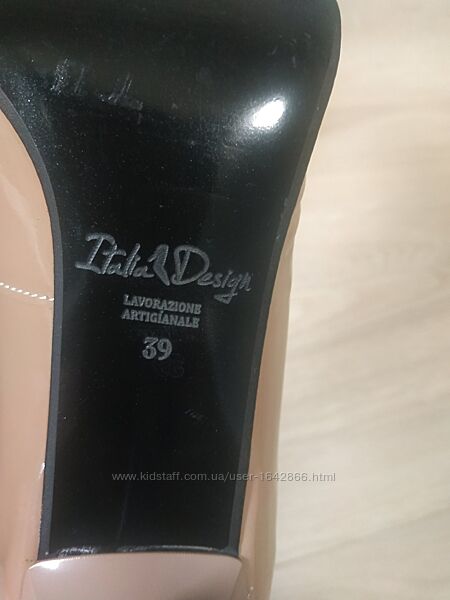 Italia Design
LAVORAZIONE
ARTIGIANALE
39
www.kidstaff.com.ua/user-1642866.html